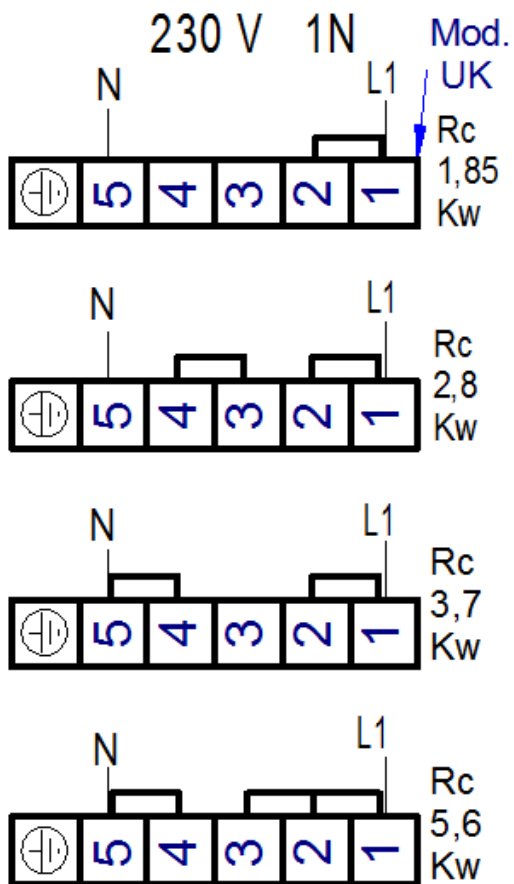 230 V 1N
Mod.
UK
N L1
5 4 3 2 1
Rc
1,85
Kw
N L1
5 4 3 2 1
Rc
2,8
Kw
N L1
5 4 3 2 1
Rc
3,7
Kw
N L1
5 4 3 2 1
Rc
5,6
Kw